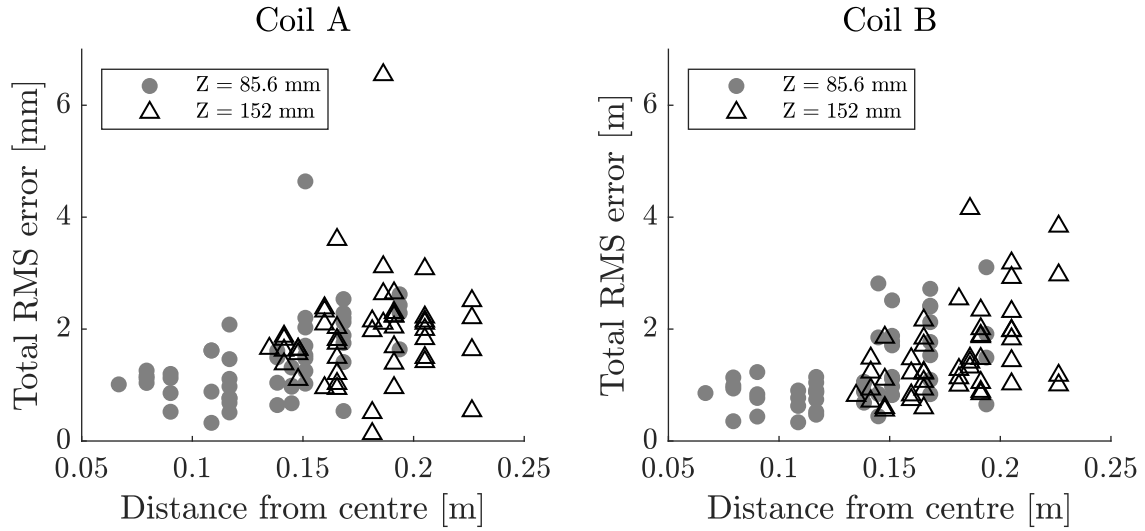 Coil A
Total RMS error [mm]
6
4
2
0
Z = 85.6 mm
Z = 152 mm
0.05 0.1 0.15 0.2 0.25
Distance from centre [m]
Coil B
Total RMS error [m]
6
4
2
0
Z = 85.6 mm
Z = 152 mm
0.05 0.1 0.15 0.2 0.25
Distance from centre [m]